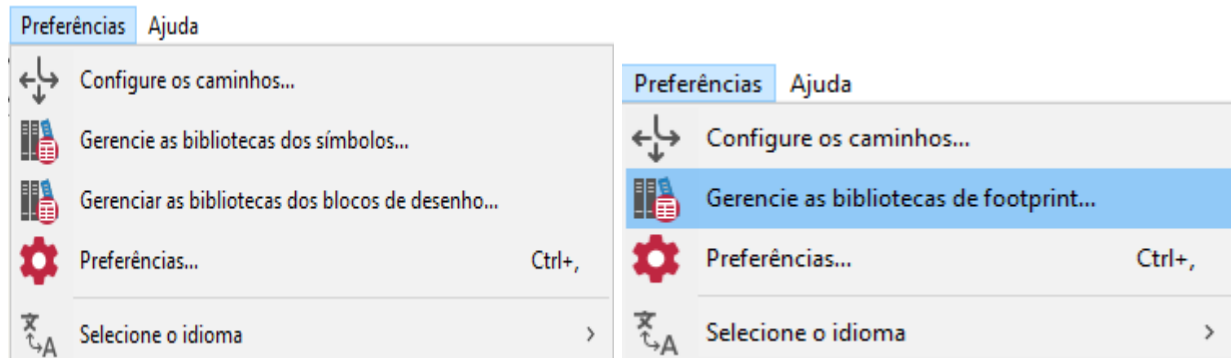 Preferências Ajuda
Configure os caminhos...
Gerencie as bibliotecas dos símbolos...
Gerenciar as bibliotecas dos blocos de desenho...
Preferências... Ctrl+,
Selecione o idioma >
Preferências Ajuda
Configure os caminhos...
Gerencie as bibliotecas de footprint...
Preferências... Ctrl+,
Selecione o idioma >